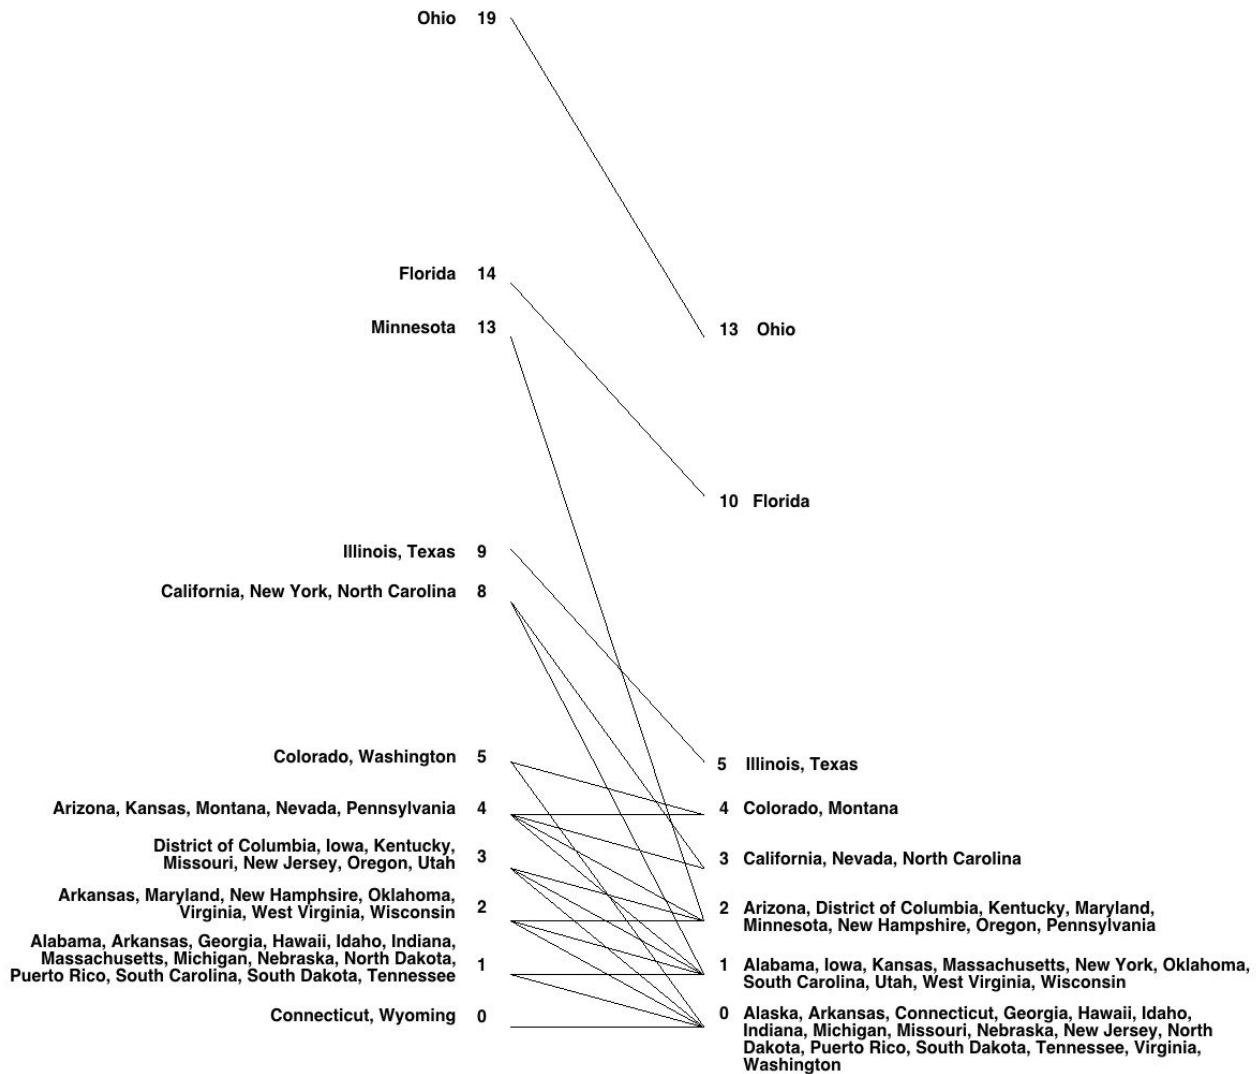 Ohio 19
Florida 14
Minnesota 13
13 Ohio
10 Florida
Illinois, Texas 9
California, New York, North Carolina 8
Colorado, Washington 5
5 Illinois, Texas
Arizona, Kansas, Montana, Nevada, Pennsylvania 4
4 Colorado, Montana
District of Columbia, Iowa, Kentucky,
Missouri, New Jersey, Oregon, Utah 3
3 California, Nevada, North Carolina
Arkansas, Maryland, New Hamphsire, Oklahoma,
Virginia, West Virginia, Wisconsin 2
2 Arizona, District of Columbia, Kentucky, Maryland,
Minnesota, New Hampshire, Oregon, Pennsylvania
Alabama, Arkansas, Georgia, Hawaii, Idaho, Indiana,
Massachusetts, Michigan, Nebraska, North Dakota, 1
Puerto Rico, South Carolina, South Dakota, Tennessee
1 Alabama, Iowa, Kansas, Massachusetts, New York, Oklahoma,
South Carolina, Utah, West Virginia, Wisconsin
Connecticut, Wyoming 0
0 Alaska, Arkansas, Connecticut, Georgia, Hawaii, Idaho,
Indiana, Michigan, Missouri, Nebraska, New Jersey, North
Dakota, Puerto Rico, South Dakota, Tennessee, Virginia,
Washington